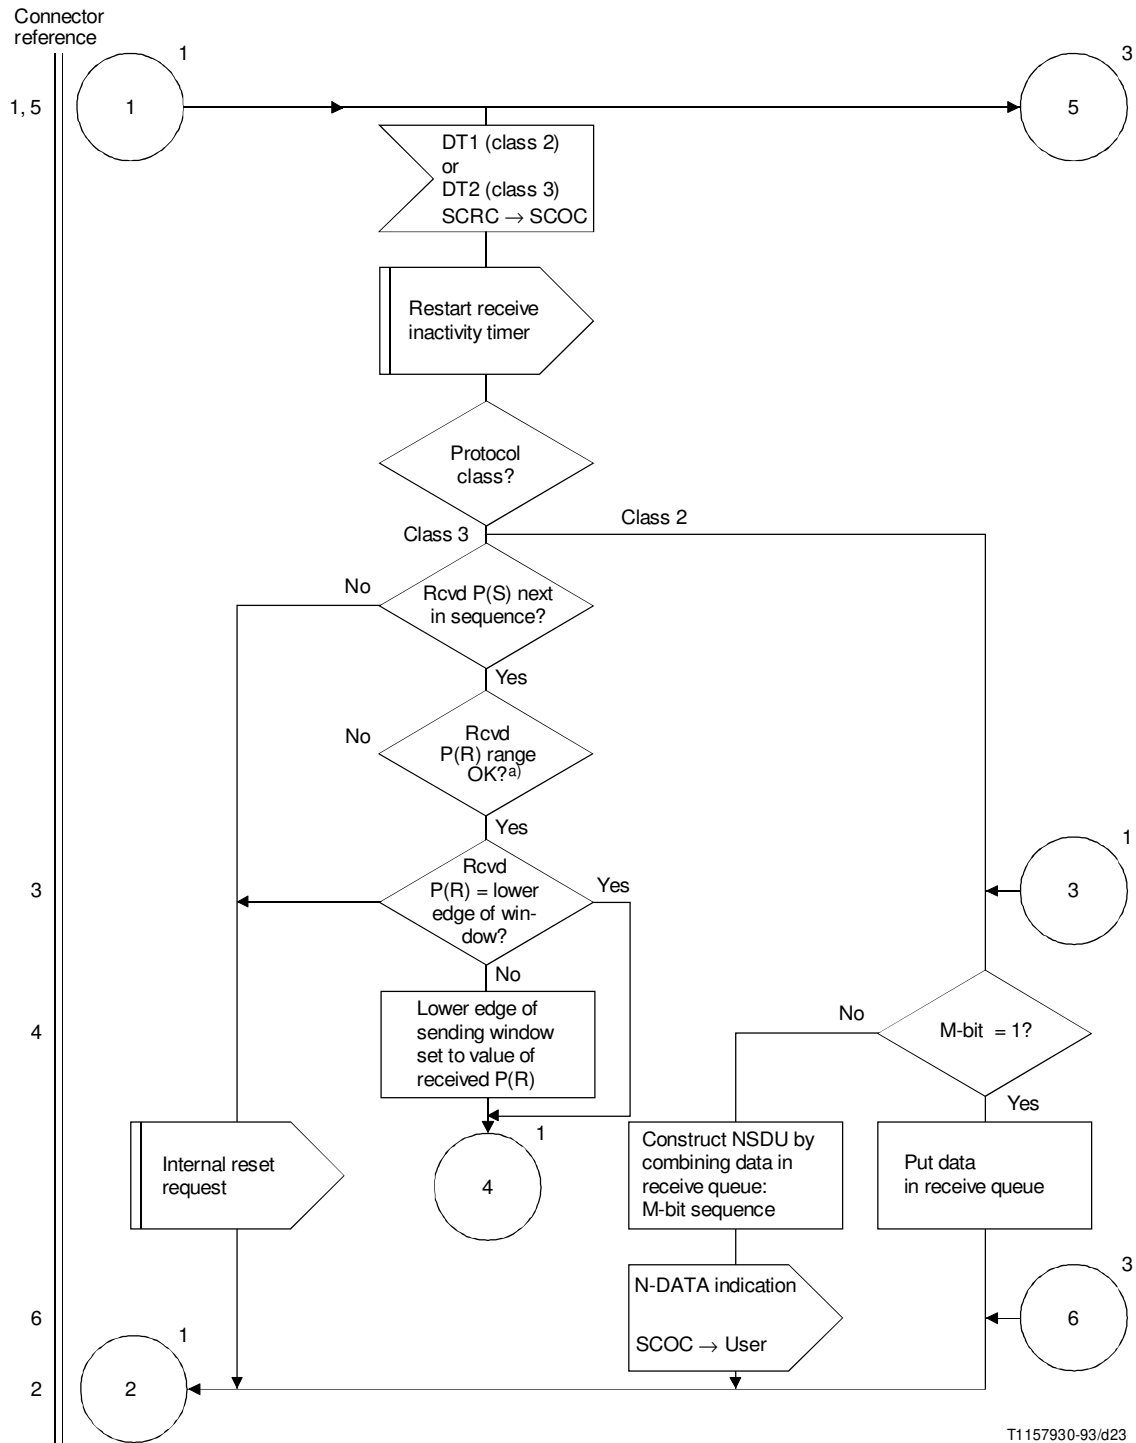 Connector
reference
1
3
1, 5
1
5
DT1 (class 2)
or
DT2 (class 3)
SCRC → SCOC
Restart receive
inactivity timer
Protocol
class?
Class 3
Class 2
No
Rcvd P(S) next
in sequence?
Yes
No
Rcvd
P(R) range
OK?a)
Yes
1
3
Rcvd
P(R) = lower
edge of win-
dow?
Yes
3
No
4
Lower edge of
sending window
set to value of
received P(R)
No
M-bit = 1?
Yes
1
Internal reset
request
4
Construct NSDU by
combining data in
receive queue:
M-bit sequence
Put data
in receive queue
3
N-DATA indication
SCOC → User
6
6
1
2
2
T1157930-93/d23